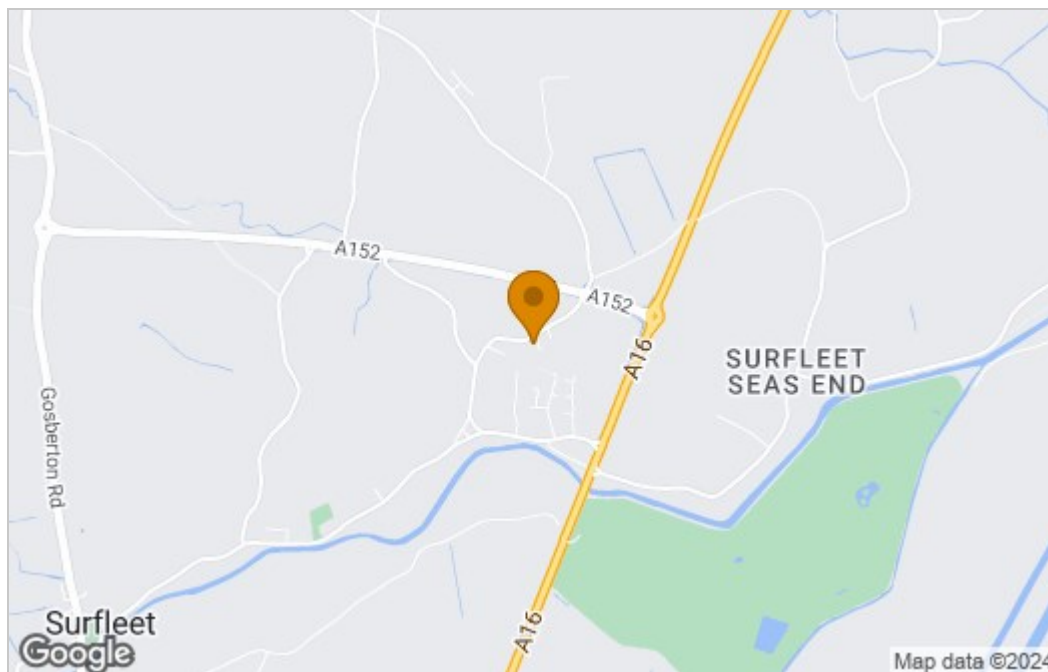 A152
A152
A16
SURFLEET
SEAS END
Gosberton Rd
A16
Surfleet
Google
Map data ©2024